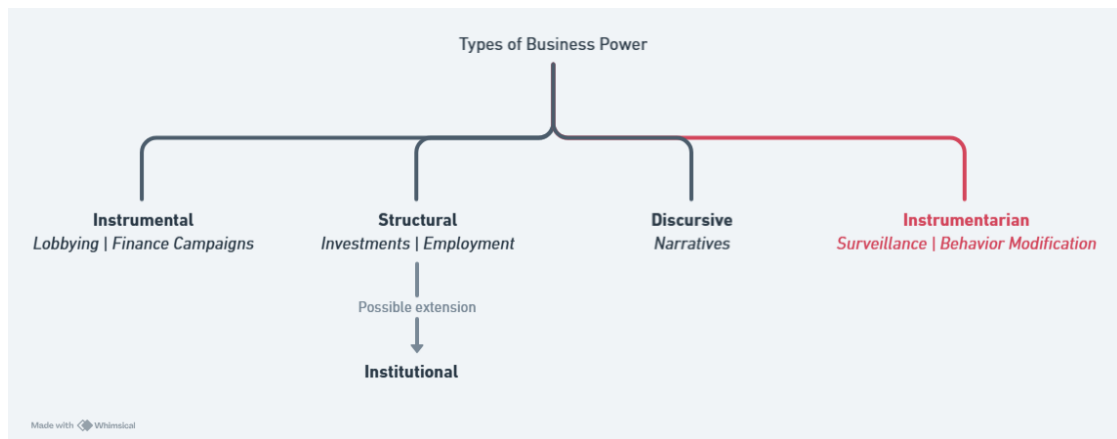 Types of Business Power
Instrumental
Lobbying | Finance Campaigns
Structural
Investments | Employment
Discursive
Narratives
Instrumentarian
Surveillance | Behavior Modification
Possible extension
Institutional
Made with Whimsical